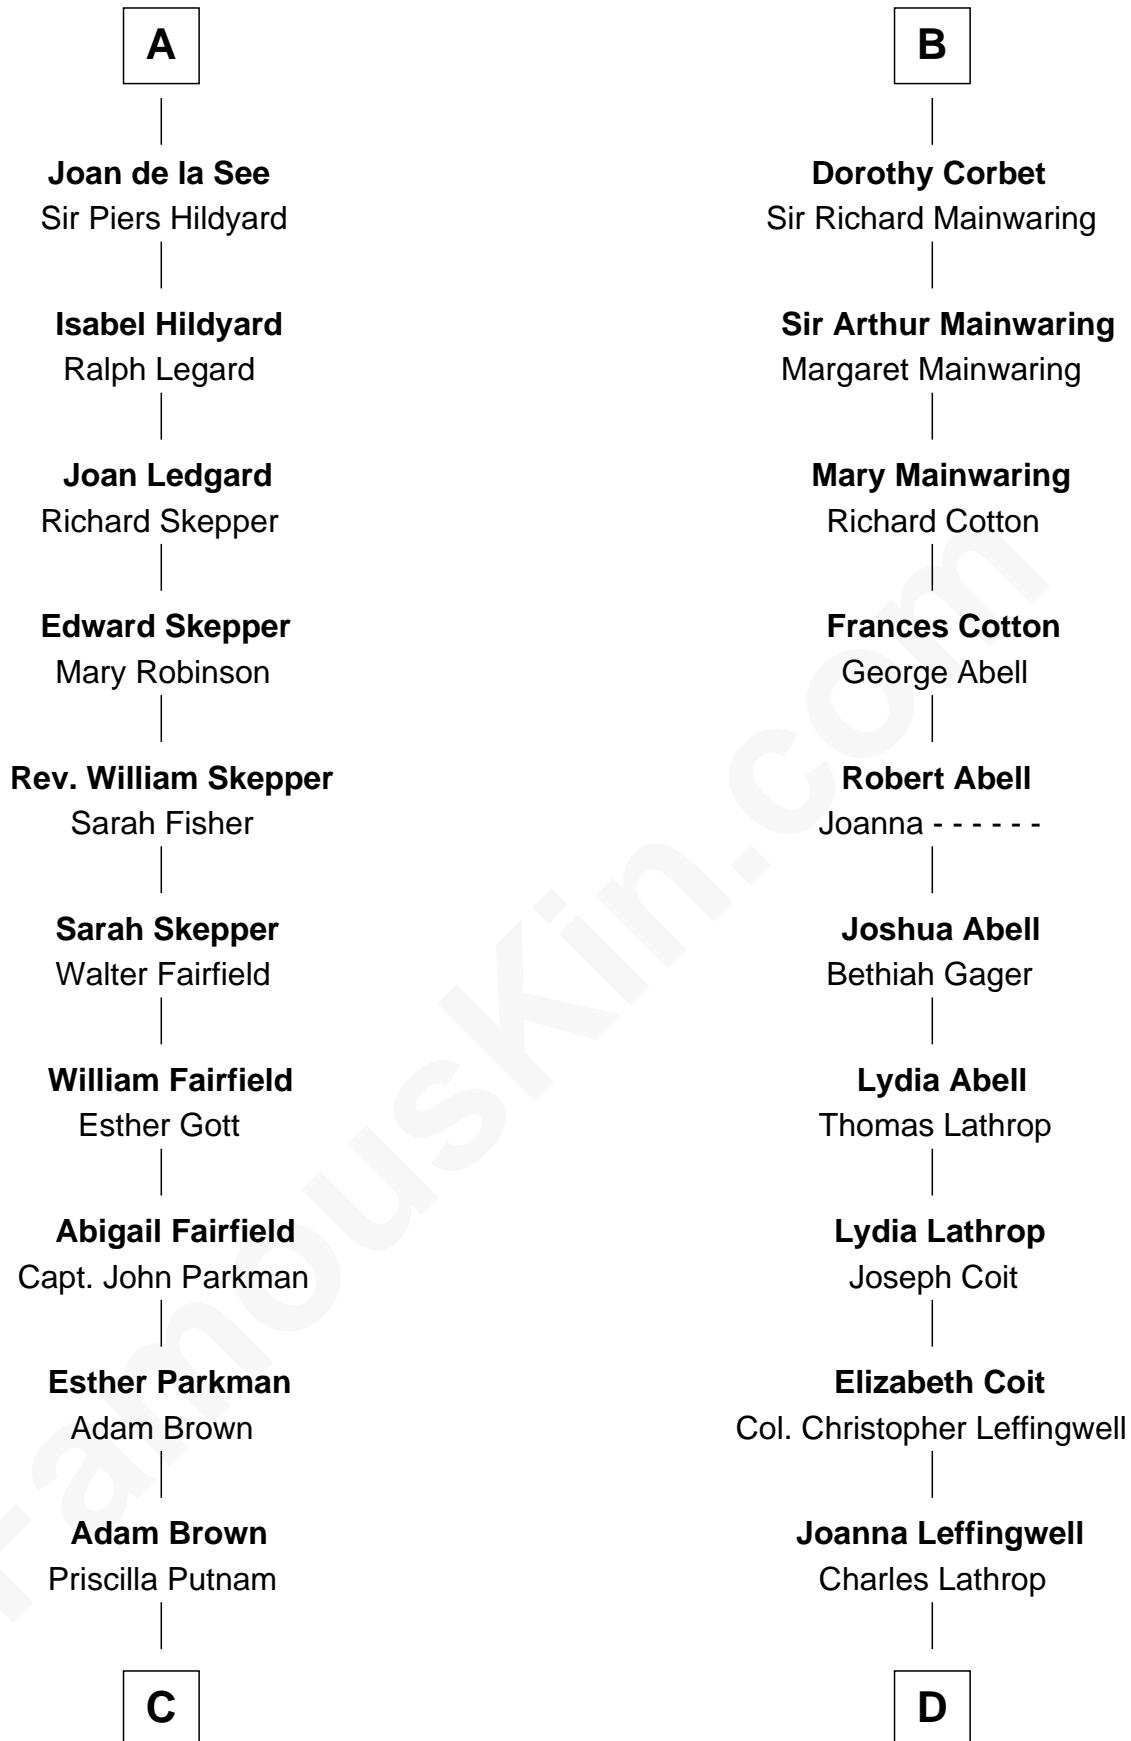 A
Joan de la See
Sir Piers Hildyard
Isabel Hildyard
Ralph Legard
Joan Ledgard
Richard Skepper
Edward Skepper
Mary Robinson
Rev. William Skepper
Sarah Fisher
Sarah Skepper
Walter Fairfield
William Fairfield
Esther Gott
Abigail Fairfield
Capt. John Parkman
Esther Parkman
Adam Brown
Adam Brown
Priscilla Putnam
C
B
Dorothy Corbet
Sir Richard Mainwaring
Sir Arthur Mainwaring
Margaret Mainwaring
Mary Mainwaring
Richard Cotton
Frances Cotton
George Abell
Robert Abell
Joanna - - - - - -
Joshua Abell
Bethiah Gager
Lydia Abell
Thomas Lathrop
Lydia Lathrop
Joseph Coit
Elizabeth Coit
Col. Christopher Leffingwell
Joanna Leffingwell
Charles Lathrop
D
FamousKin.com